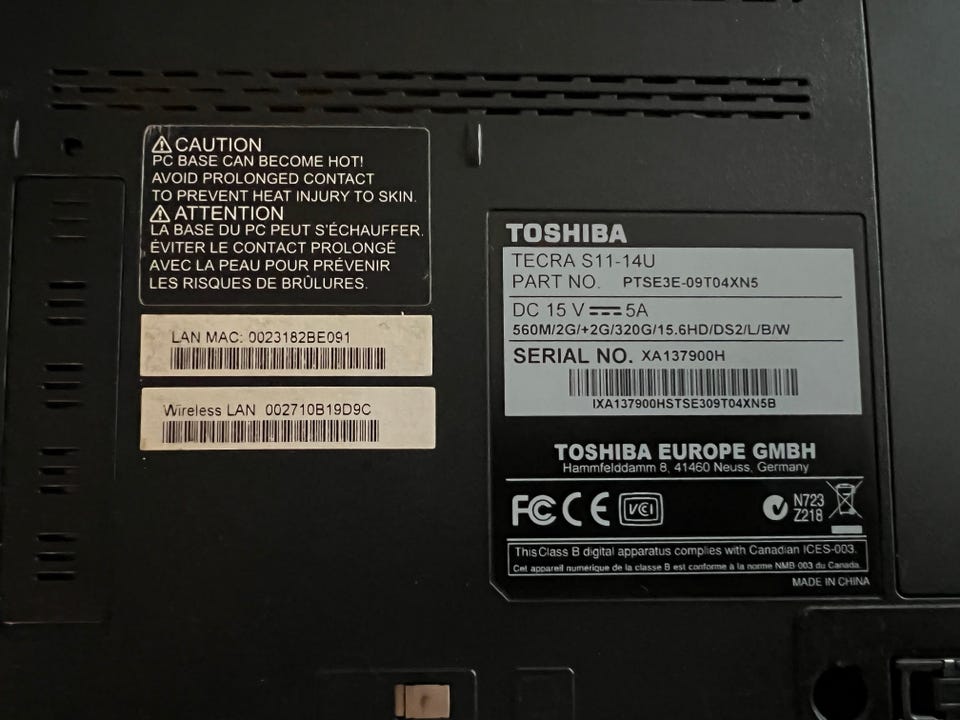 CAUTION
PC BASE CAN BECOME HOT!
AVOID PROLONGED CONTACT
TO PREVENT HEAT INJURY TO SKIN.
ATTENTION
LA BASE DU PC PEUT S'ÉCHAUFFER.
ÉVITER LE CONTACT PROLONGÉ
AVEC LA PEAU POUR PRÉVENIR
LES RISQUES DE BRÛLURES.
LAN MAC: 0023182BE091
Wireless LAN 002710B19D9C
TOSHIBA
TECRA S11-14U
PART NO. PTSE3E-09T04XN5
DC 15 V 5A
560M/2G/+2G/320G/15.6HD/DS2/L/B/W
SERIAL NO. XA137900H
IXA137900HSTSE309T04XN5B
TOSHIBA EUROPE GMBH
Hammfelddamm 8, 41460 Neuss, Germany
FC CE VCI N723
Z218
This Class B digital apparatus complies with Canadian ICES-003.
Cet appareil numérique de la classe B est conforme à la norme NMB-003 du Canada.
MADE IN CHINA